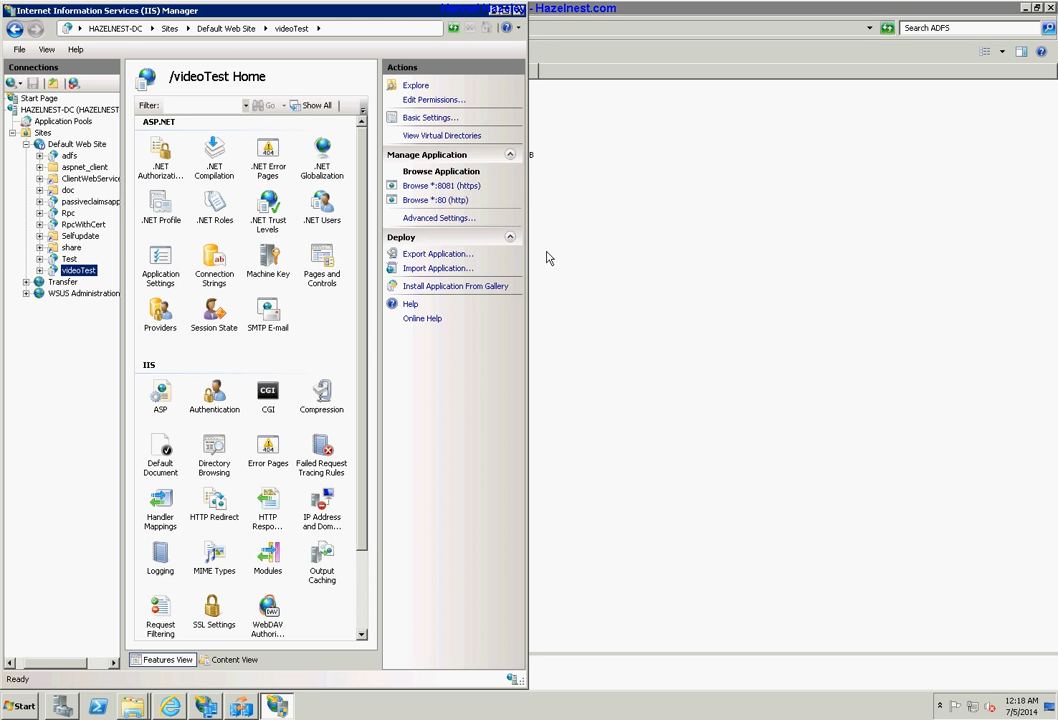 Internet Information Services (IIS) Manager
- Hazelnest.com
HAZELNEST-DC
Sites
Default Web Site
videoTest
Search ADFS
File
View
Help
Connections
Start Page
HAZELNEST-DC (HAZELNEST
Application Pools
Sites
Default Web Site
adfs
aspnet_client
ClientWebService
doc
passiveclaimsapp
Rpc
RpcWithCert
Selfupdate
share
Test
videoTest
Transfer
WSUS Administration
/videoTest Home
Filter:
Go
Show All
ASP.NET
.NET Authorizati...
.NET Compilation
.NET Error Pages
.NET Globalization
.NET Profile
.NET Roles
.NET Trust Levels
.NET Users
Application Settings
Connection Strings
Machine Key
Pages and Controls
Providers
Session State
SMTP E-mail
IIS
ASP
Authentication
CGI
CGI
Compression
Default Document
Directory Browsing
404
Error Pages
Failed Request Tracing Rules
Handler Mappings
HTTP Redirect
HTTP Respo...
IP Address and Dom...
Logging
MIME Types
Modules
Output Caching
Request Filtering
SSL Settings
WebDAV Authori...
Features View
Content View
Ready
Actions
Explore
Edit Permissions...
Basic Settings...
View Virtual Directories
Manage Application
Browse Application
Browse *:8081 (https)
Browse *:80 (http)
Advanced Settings...
Deploy
Export Application...
Import Application...
Install Application From Gallery
Help
Online Help
B
Start
12:18 AM
7/5/2014